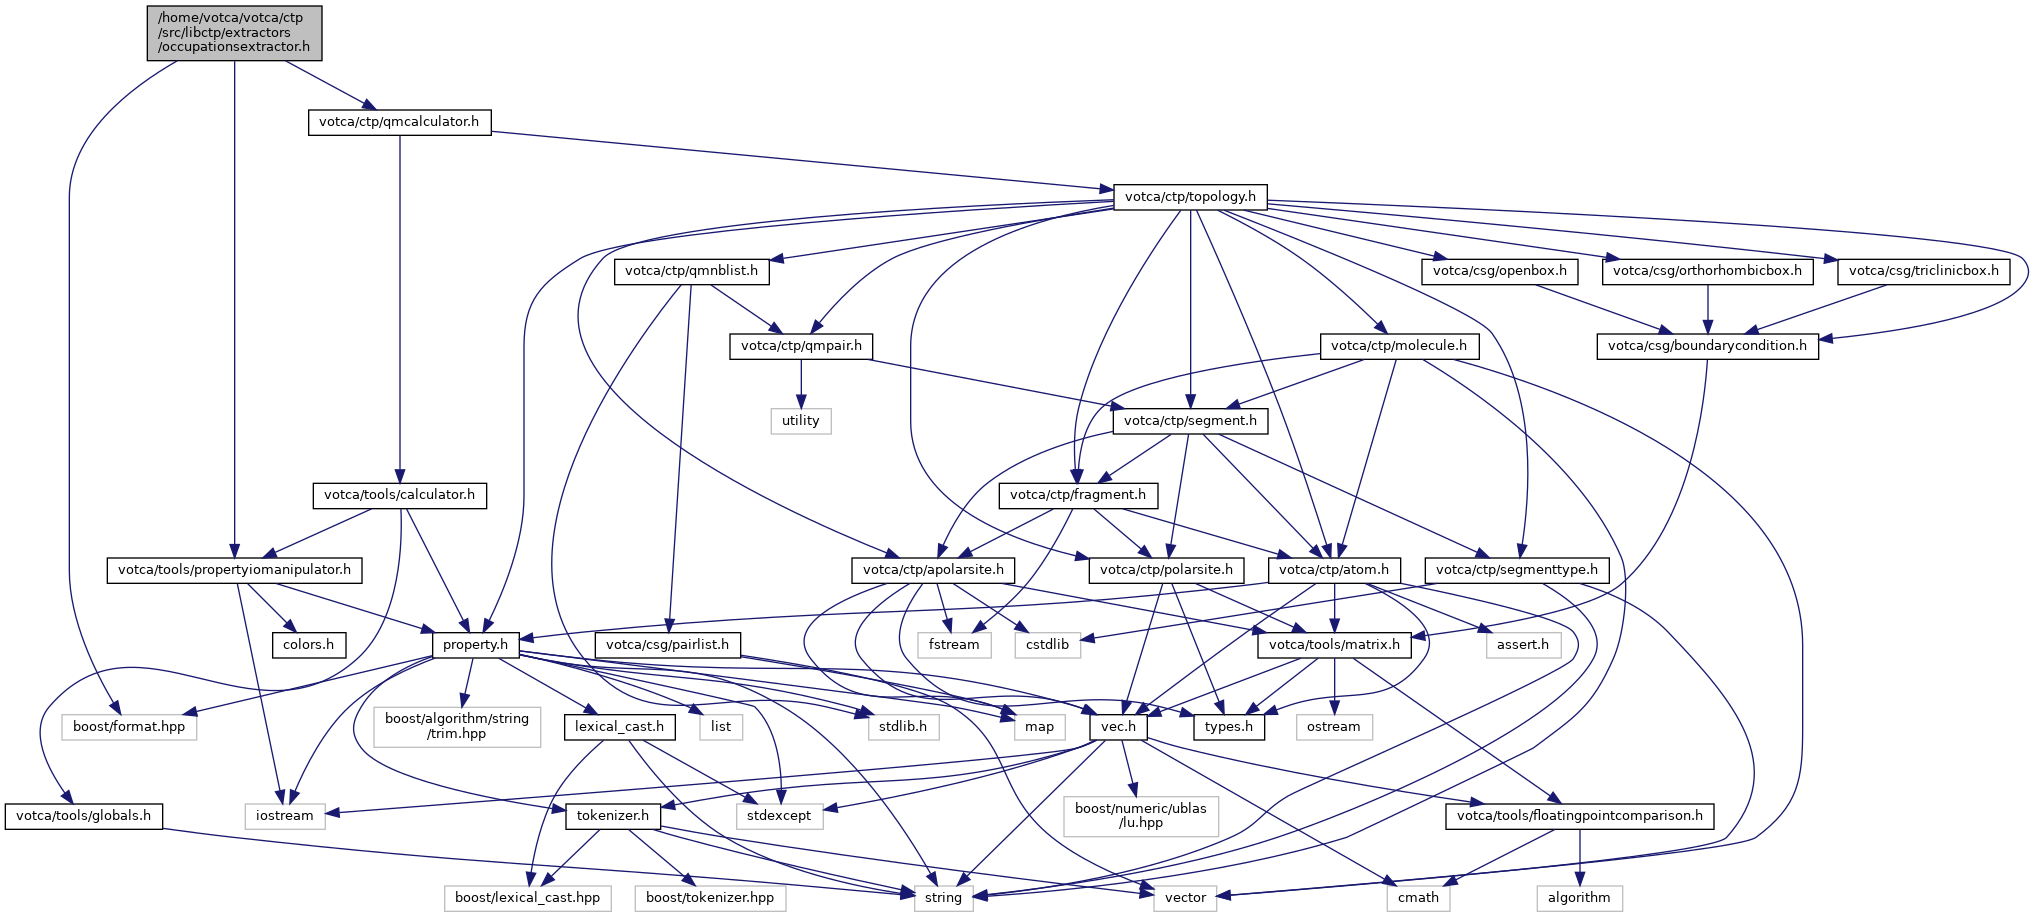 /home/votca/votca/ctp
/src/libctp/extractors
/occupationsextractor.h
votca/ctp/qmcalculator.h
votca/ctp/topology.h
votca/ctp/qmnblist.h
votca/csg/openbox.h
votca/csg/orthorhombicbox.h
votca/csg/triclinicbox.h
votca/ctp/qmpair.h
votca/ctp/molecule.h
votca/csg/boundarycondition.h
utility
votca/ctp/segment.h
votca/tools/calculator.h
votca/ctp/fragment.h
votca/tools/propertyiomanipulator.h
votca/ctp/apolarsite.h
votca/ctp/polarsite.h
votca/ctp/atom.h
votca/ctp/segmenttype.h
colors.h
property.h
votca/csg/pairlist.h
fstream
cstdlib
votca/tools/matrix.h
assert.h
boost/format.hpp
boost/algorithm/string
/trim.hpp
lexical_cast.h
list
stdlib.h
map
vec.h
types.h
ostream
votca/tools/globals.h
iostream
tokenizer.h
stdexcept
boost/numeric/ublas
/lu.hpp
votca/tools/floatingpointcomparison.h
boost/lexical_cast.hpp
boost/tokenizer.hpp
string
vector
cmath
algorithm